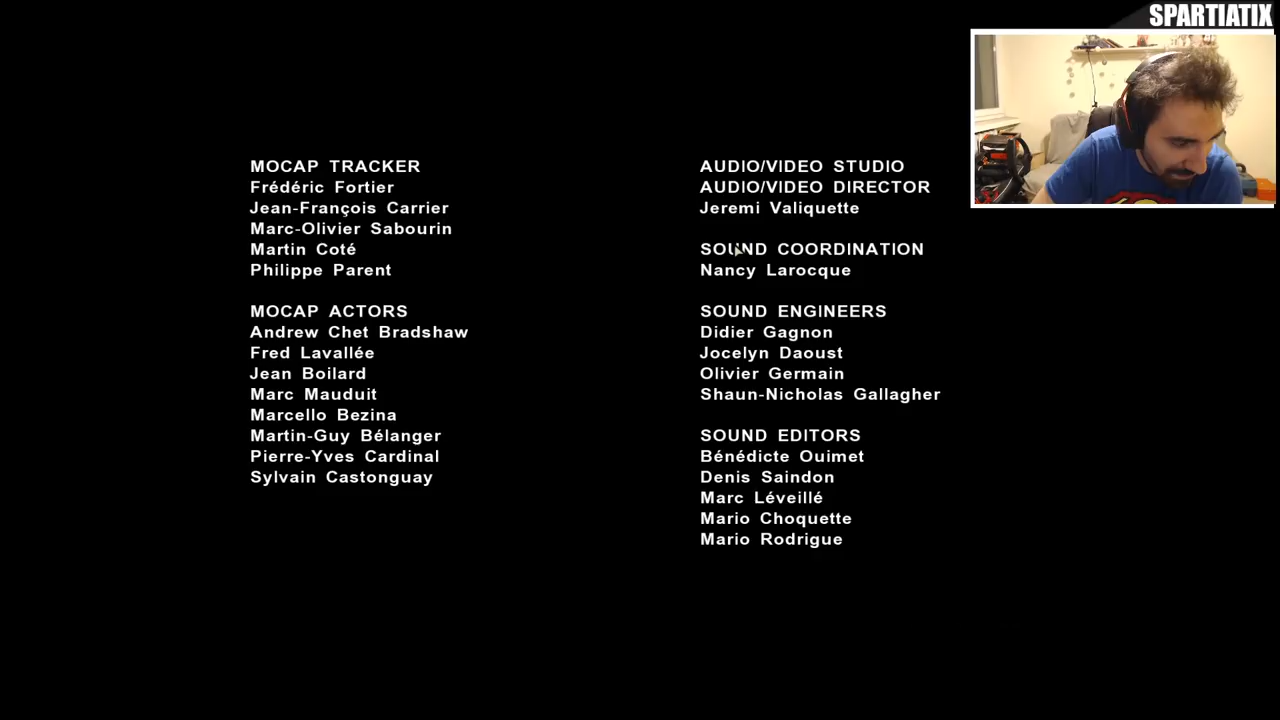 SPARTIATIX
MOCAP TRACKER
Frédéric Fortier
Jean-François Carrier
Marc-Olivier Sabourin
Martin Coté
Philippe Parent
MOCAP ACTORS
Andrew Chet Bradshaw
Fred Lavallée
Jean Boilard
Marc Mauduit
Marcello Bezina
Martin-Guy Bélanger
Pierre-Yves Cardinal
Sylvain Castonguay
AUDIO/VIDEO STUDIO
AUDIO/VIDEO DIRECTOR
Jeremi Valiquette
SOUND COORDINATION
Nancy Larocque
SOUND ENGINEERS
Didier Gagnon
Jocelyn Daoust
Olivier Germain
Shaun-Nicholas Gallagher
SOUND EDITORS
Bénédicte Ouimet
Denis Saindon
Marc Léveillé
Mario Choquette
Mario Rodrigue